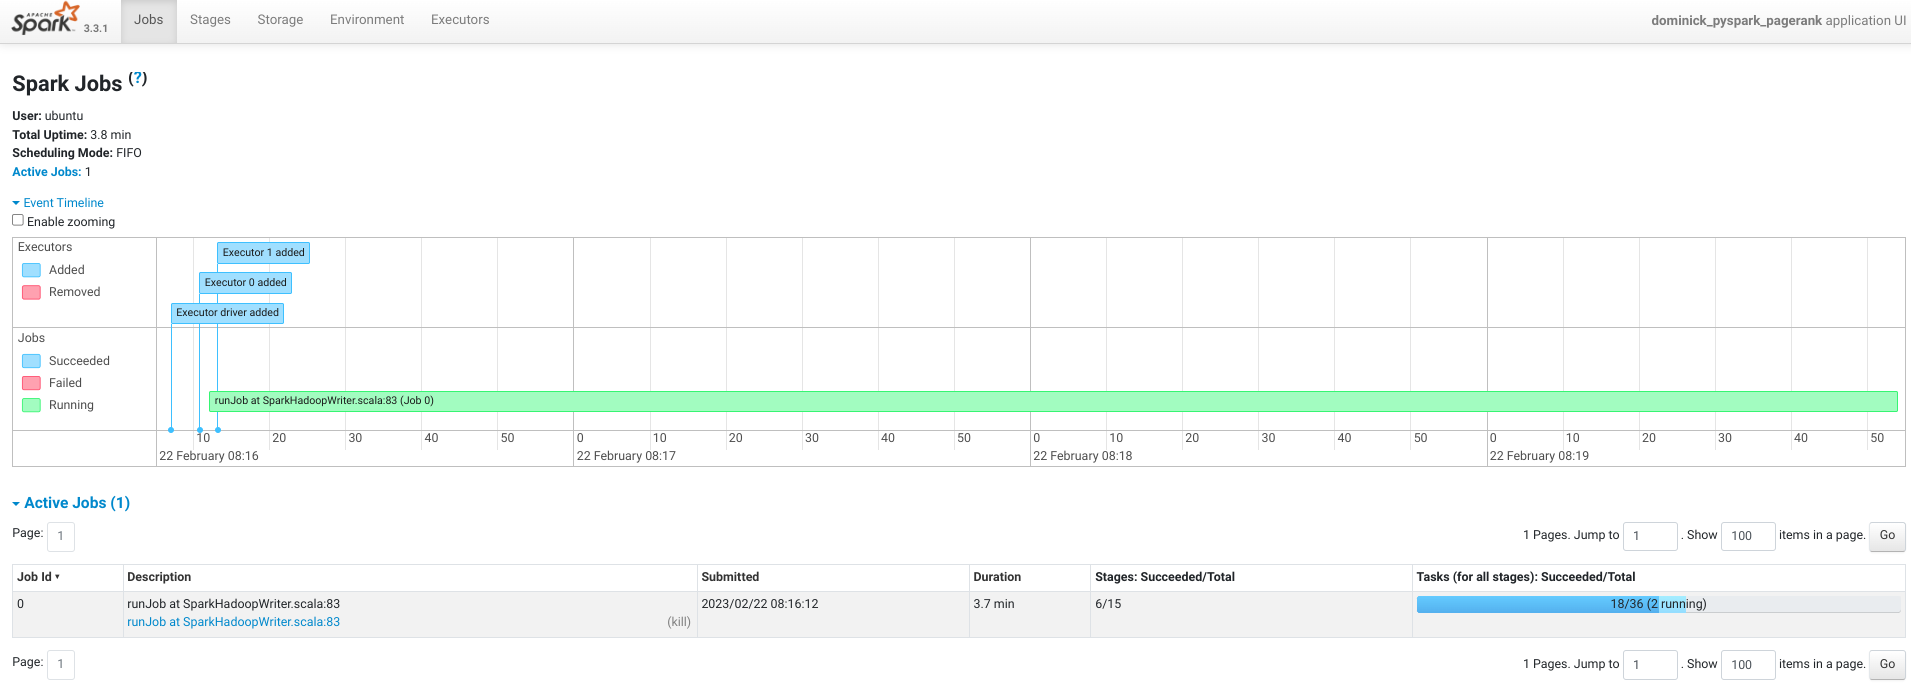 APACHE
Spark 3.3.1 Jobs Stages Storage Environment Executors dominick_pyspark_pagerank application UI
Spark Jobs (?)
User: ubuntu
Total Uptime: 3.8 min
Scheduling Mode: FIFO
Active Jobs: 1
Event Timeline
Enable zooming
Executors
Added
Removed
Executor 1 added
Executor 0 added
Executor driver added
Jobs
Succeeded
Failed
Running
runJob at SparkHadoopWriter.scala:83 (Job 0)
10 20 30 40 50 0 10 20 30 40 50 0 10 20 30 40 50 0 10 20 30 40 50
22 February 08:16 22 February 08:17 22 February 08:18 22 February 08:19
Active Jobs (1)
Page: 1 1 Pages. Jump to 1 . Show 100 items in a page. Go
Job Id ▾ Description Submitted Duration Stages: Succeeded/Total Tasks (for all stages): Succeeded/Total
0 runJob at SparkHadoopWriter.scala:83 2023/02/22 08:16:12 3.7 min 6/15 18/36 (2 running)
runJob at SparkHadoopWriter.scala:83 (kill)
Page: 1 1 Pages. Jump to 1 . Show 100 items in a page. Go